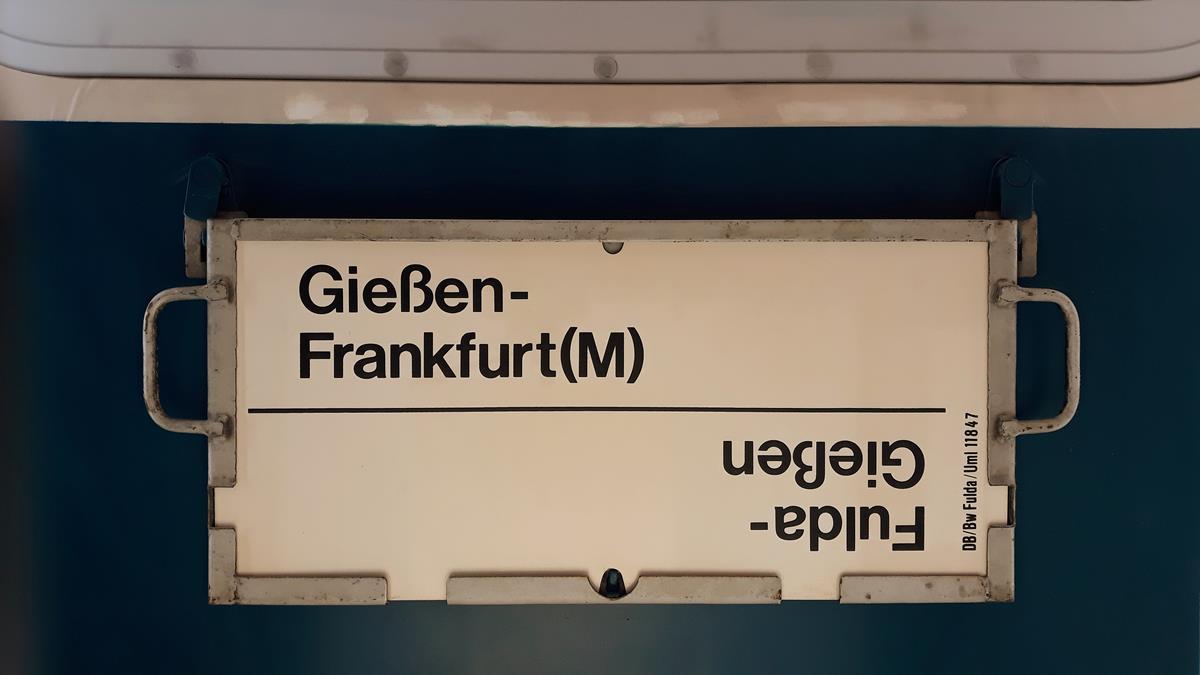 Gießen-
Frankfurt(M)
Fulda-
Gießen
DB/Bw Fulda/Uml 11847